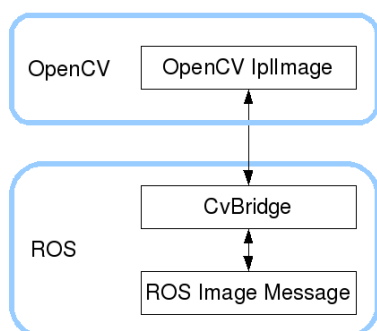 OpenCV
OpenCV IplImage
CvBridge
ROS
ROS Image Message